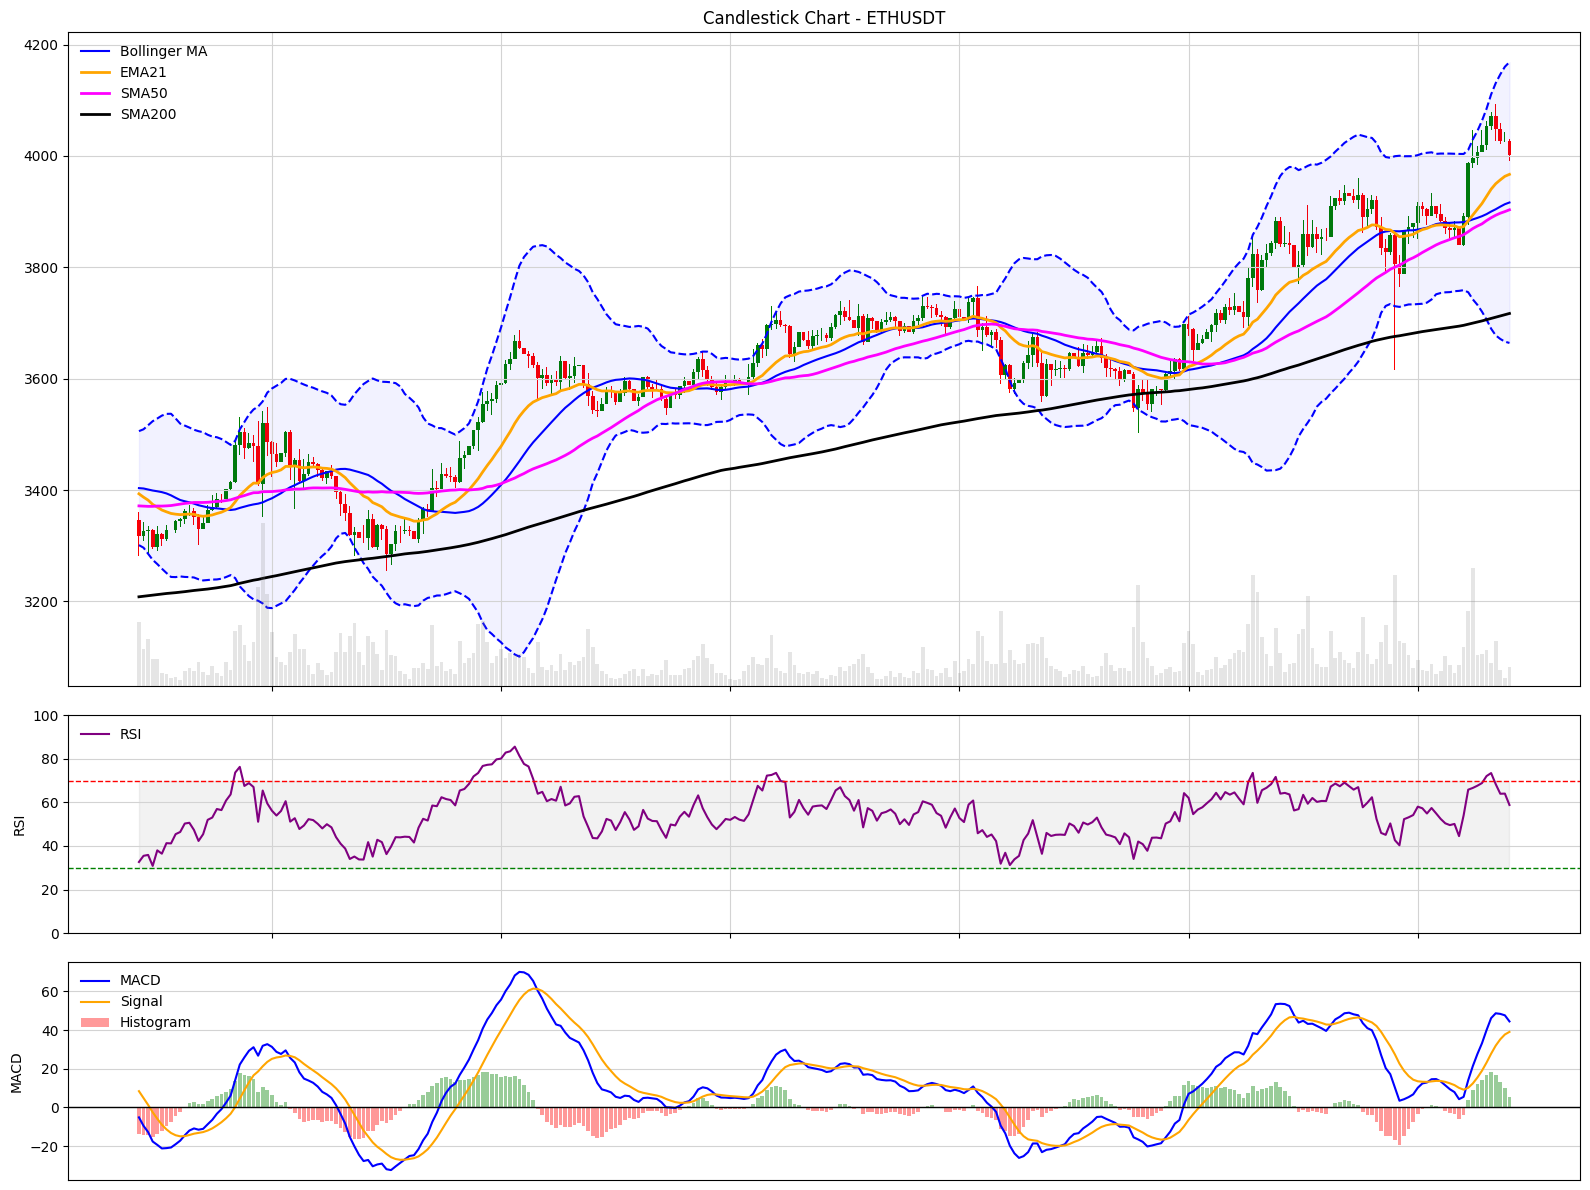 Candlestick Chart - ETHUSDT
4200
4000
3800
3600
3400
3200
Bollinger MA
EMA21
SMA50
SMA200
100
80
60
40
20
0
RSI
RSI
60
40
20
0
−20
MACD
MACD
Signal
Histogram